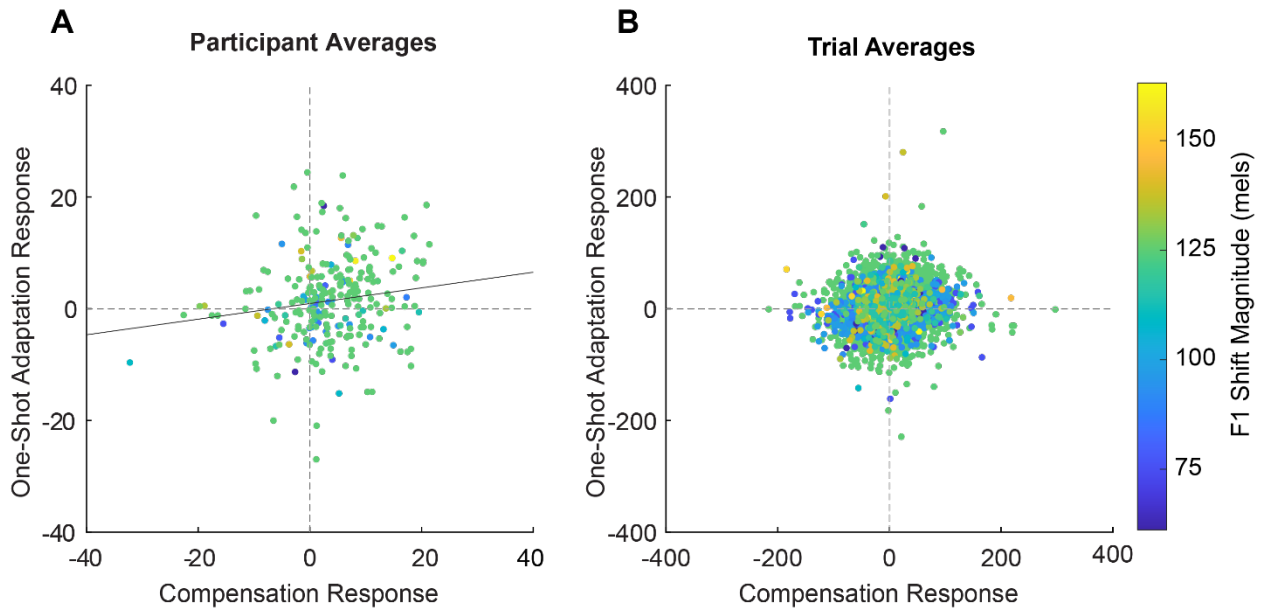 A
Participant Averages
40
20
0
-20
-40
-40
-20
0
20
40
One-Shot Adaptation Response
Compensation Response
B
Trial Averages
400
200
0
-200
-400
-400
-200
0
200
400
One-Shot Adaptation Response
Compensation Response
150
125
100
75
F1 Shift Magnitude (mels)